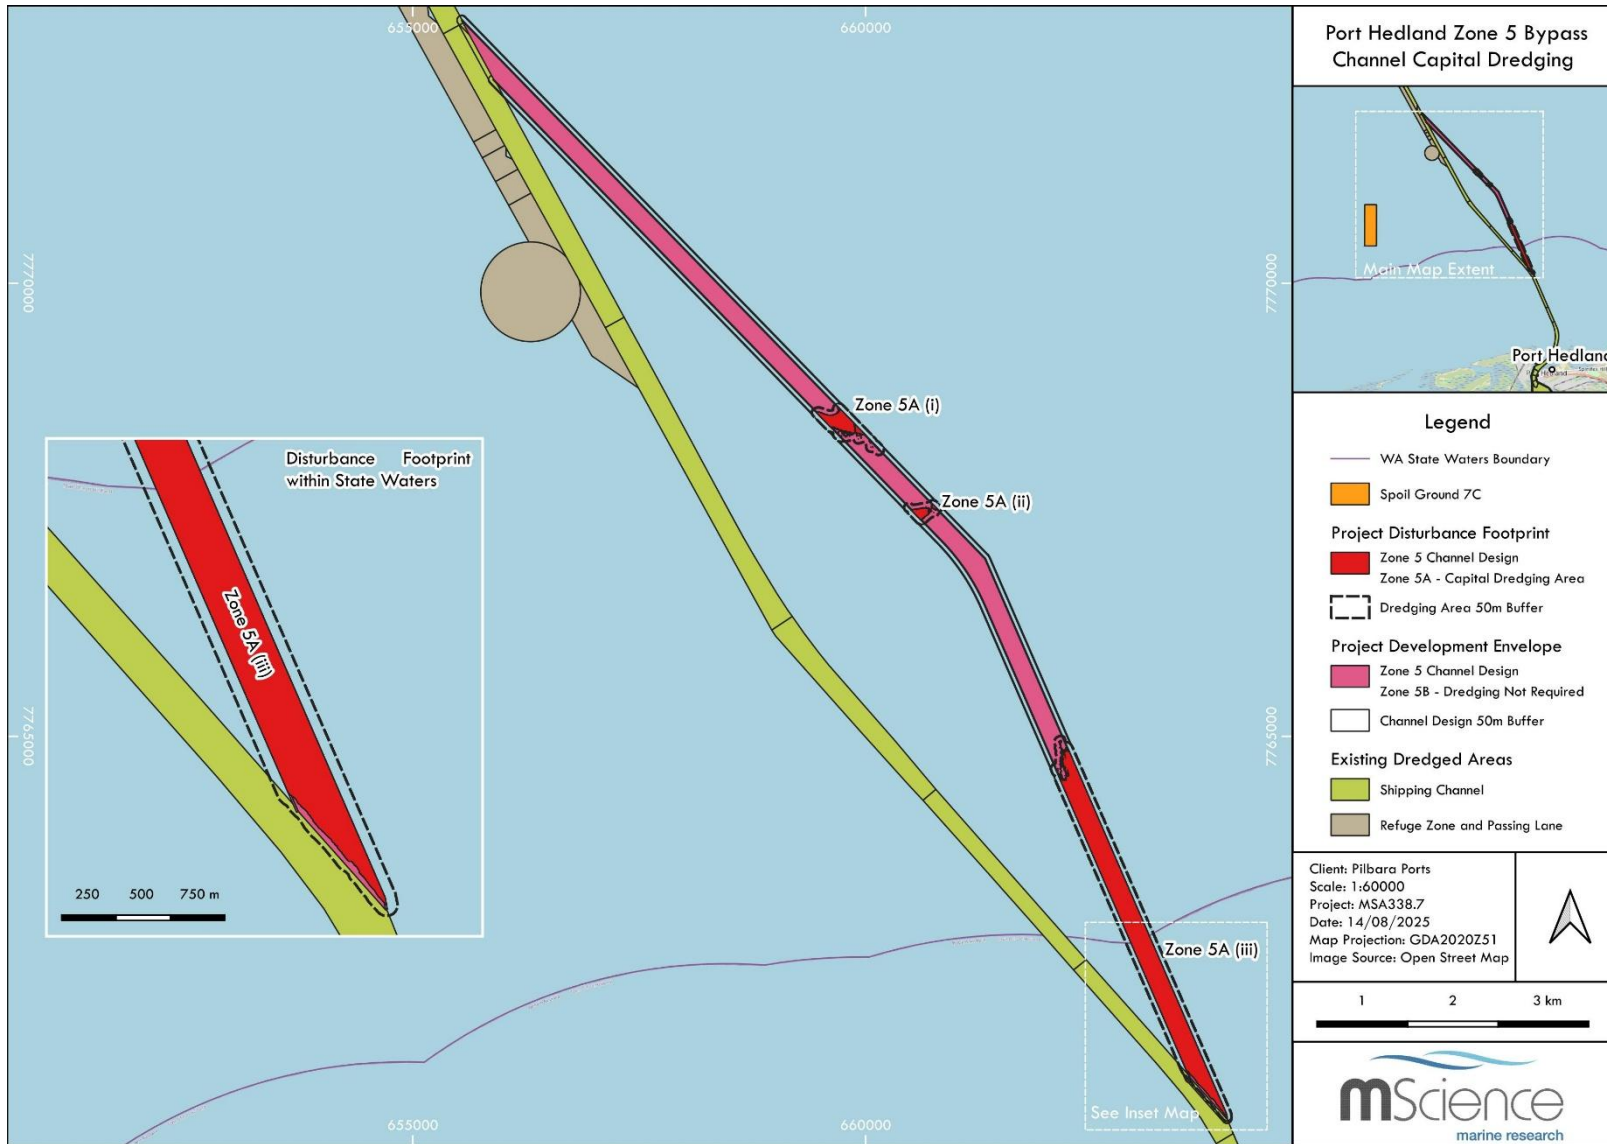 655000
660000
7770000
7770000
Zone 5A (i)
Zone 5A (ii)
Disturbance Footprint
within State Waters
Zone 5A (iii)
250 500 750 m
7765000
7765000
Zone 5A (iii)
See Inset Map
655000
660000
Port Hedland Zone 5 Bypass
Channel Capital Dredging
Main Map Extent
Port Hedland
Legend
WA State Waters Boundary
Spoil Ground 7C
Project Disturbance Footprint
Zone 5 Channel Design
Zone 5A - Capital Dredging Area
Dredging Area 50m Buffer
Project Development Envelope
Zone 5 Channel Design
Zone 5B - Dredging Not Required
Channel Design 50m Buffer
Existing Dredged Areas
Shipping Channel
Refuge Zone and Passing Lane
Client: Pilbara Ports
Scale: 1:60000
Project: MSA338.7
Date: 14/08/2025
Map Projection: GDA2020Z51
Image Source: Open Street Map
1 2 3 km
mScience
marine research